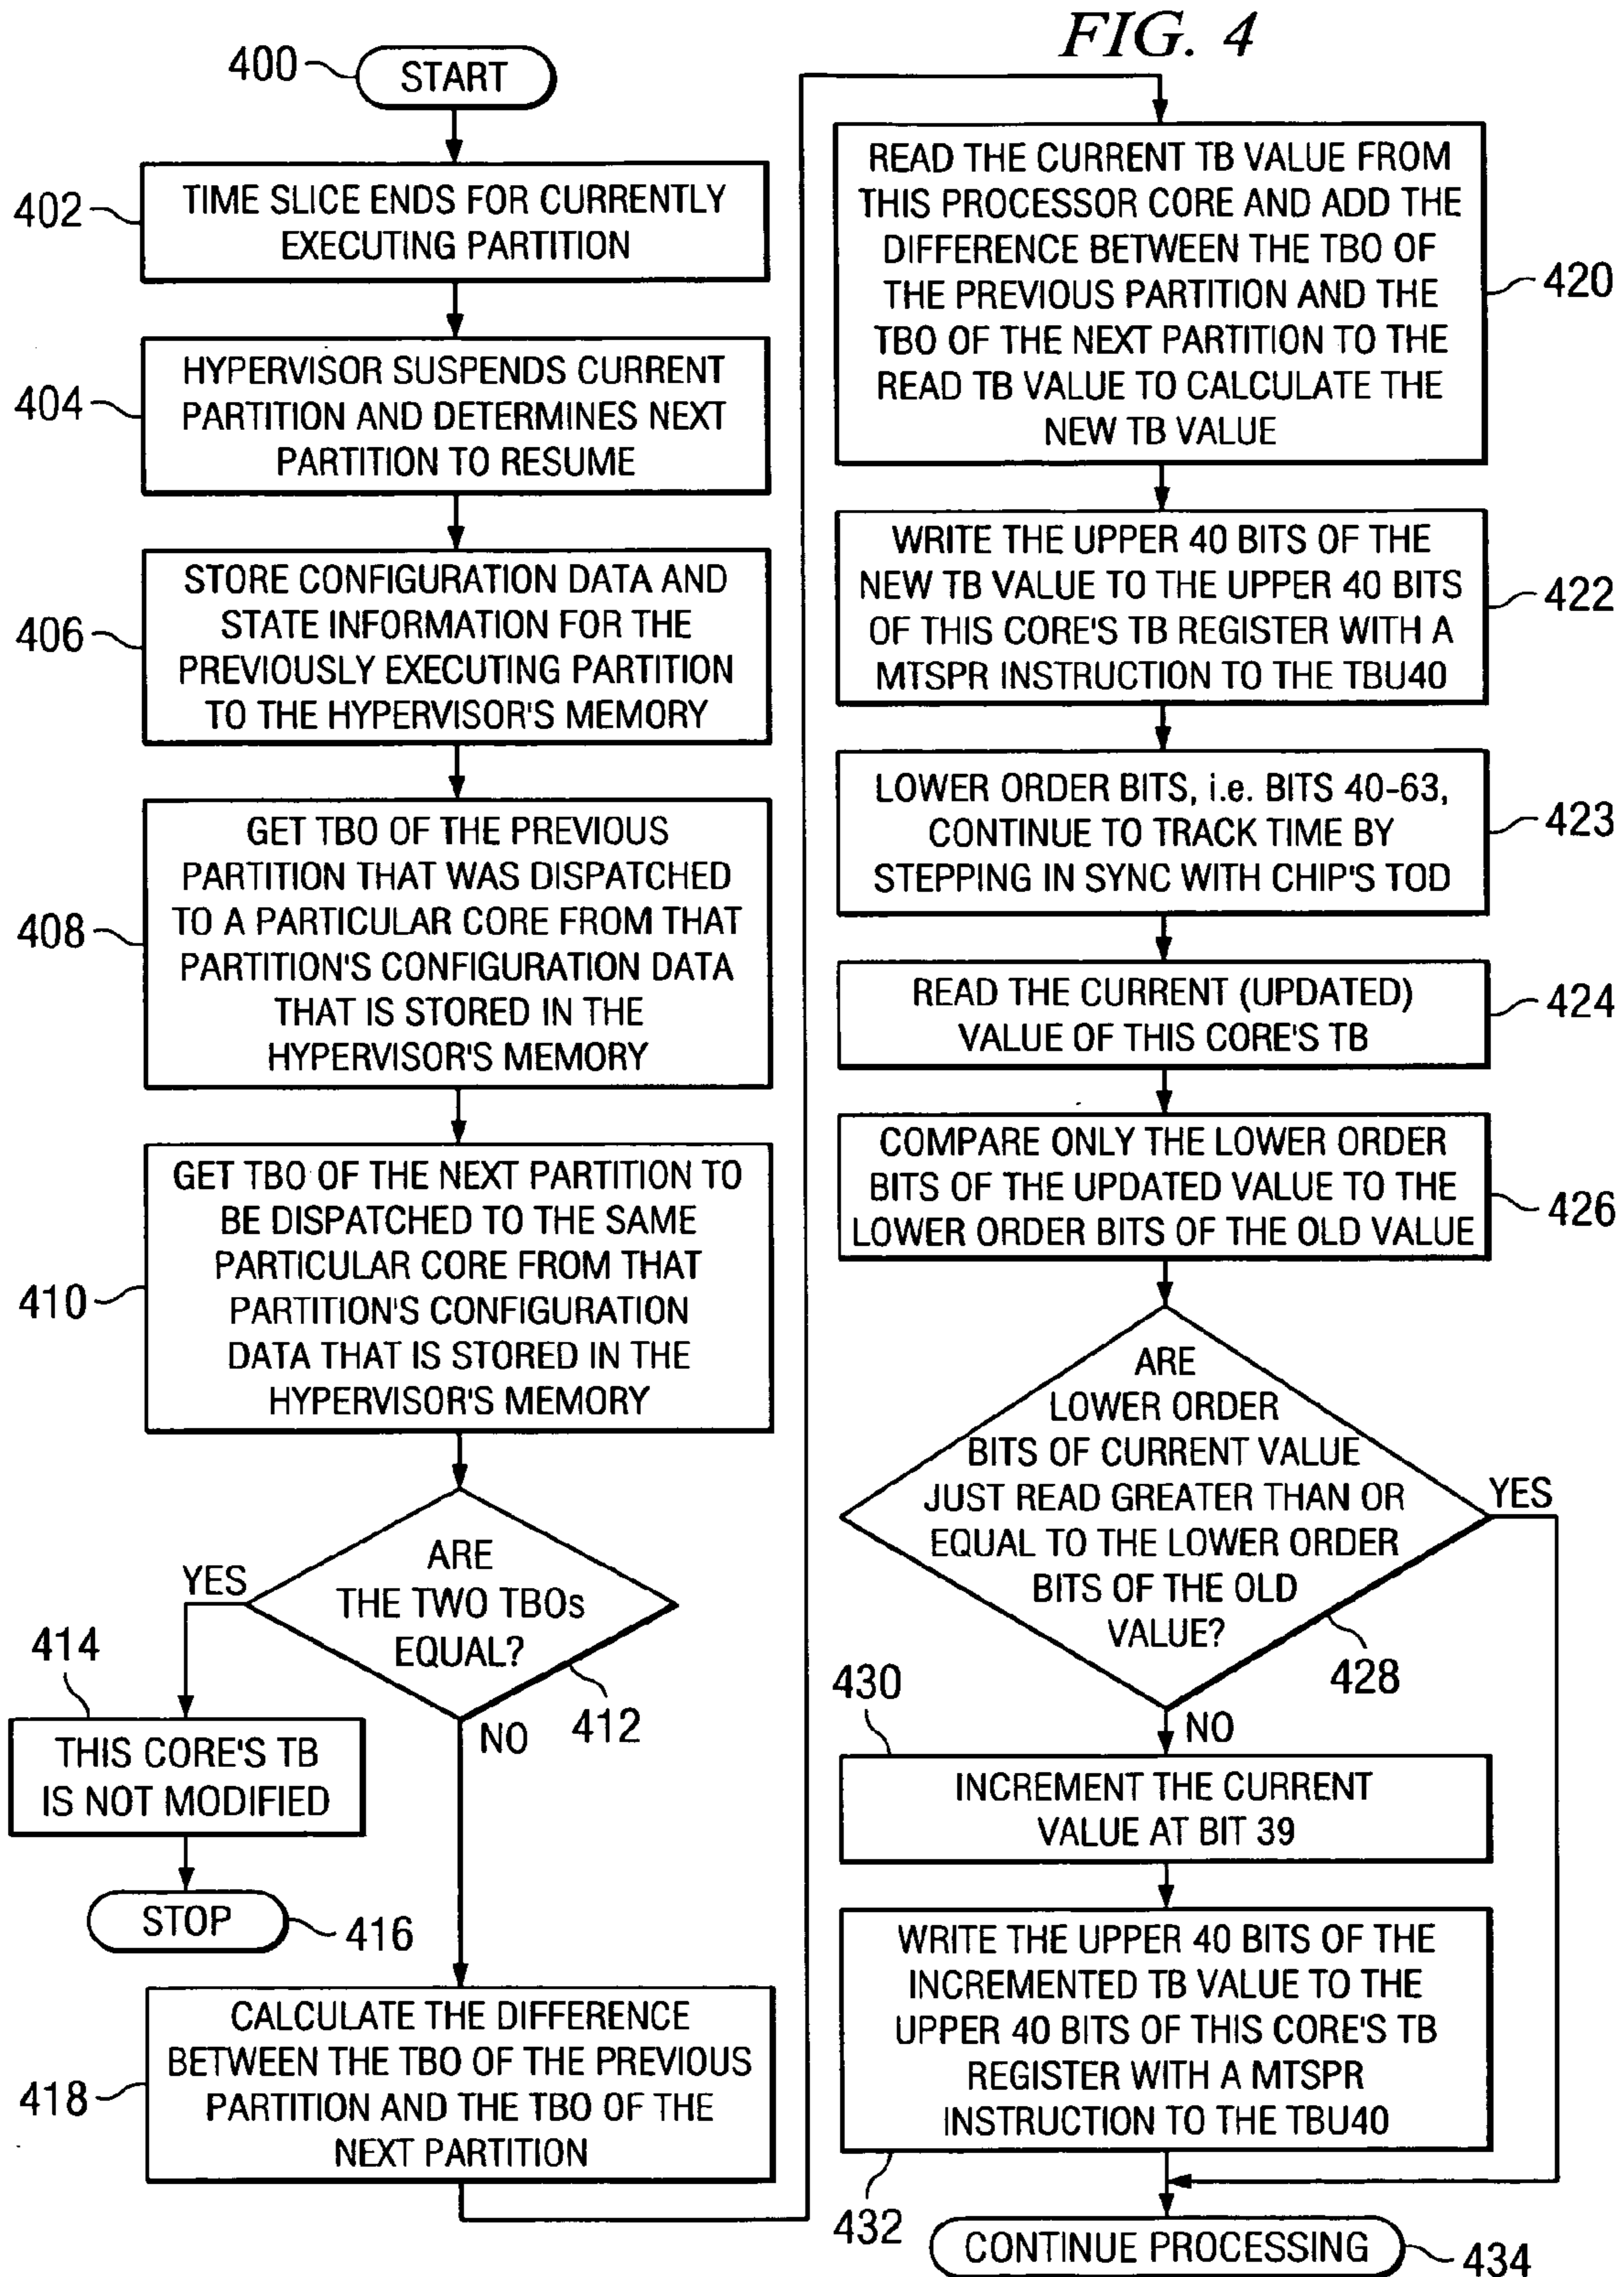 FIG. 4
400
START
402
TIME SLICE ENDS FOR CURRENTLY
EXECUTING PARTITION
404
HYPERVISOR SUSPENDS CURRENT
PARTITION AND DETERMINES NEXT
PARTITION TO RESUME
406
STORE CONFIGURATION DATA AND
STATE INFORMATION FOR THE
PREVIOUSLY EXECUTING PARTITION
TO THE HYPERVISOR'S MEMORY
408
GET TBO OF THE PREVIOUS
PARTITION THAT WAS DISPATCHED
TO A PARTICULAR CORE FROM THAT
PARTITION'S CONFIGURATION DATA
THAT IS STORED IN THE
HYPERVISOR'S MEMORY
410
GET TBO OF THE NEXT PARTITION TO
BE DISPATCHED TO THE SAME
PARTICULAR CORE FROM THAT
PARTITION'S CONFIGURATION
DATA THAT IS STORED IN THE
HYPERVISOR'S MEMORY
ARE
THE TWO TBOs
EQUAL?
412
YES
NO
414
THIS CORE'S TB
IS NOT MODIFIED
STOP
416
418
CALCULATE THE DIFFERENCE
BETWEEN THE TBO OF THE PREVIOUS
PARTITION AND THE TBO OF THE
NEXT PARTITION
READ THE CURRENT TB VALUE FROM
THIS PROCESSOR CORE AND ADD THE
DIFFERENCE BETWEEN THE TBO OF
THE PREVIOUS PARTITION AND THE
TBO OF THE NEXT PARTITION TO THE
READ TB VALUE TO CALCULATE THE
NEW TB VALUE
420
WRITE THE UPPER 40 BITS OF THE
NEW TB VALUE TO THE UPPER 40 BITS
OF THIS CORE'S TB REGISTER WITH A
MTSPR INSTRUCTION TO THE TBU40
422
LOWER ORDER BITS, i.e. BITS 40-63,
CONTINUE TO TRACK TIME BY
STEPPING IN SYNC WITH CHIP'S TOD
423
READ THE CURRENT (UPDATED)
VALUE OF THIS CORE'S TB
424
COMPARE ONLY THE LOWER ORDER
BITS OF THE UPDATED VALUE TO THE
LOWER ORDER BITS OF THE OLD VALUE
426
ARE
LOWER ORDER
BITS OF CURRENT VALUE
JUST READ GREATER THAN OR
EQUAL TO THE LOWER ORDER
BITS OF THE OLD
VALUE?
428
YES
NO
430
INCREMENT THE CURRENT
VALUE AT BIT 39
WRITE THE UPPER 40 BITS OF THE
INCREMENTED TB VALUE TO THE
UPPER 40 BITS OF THIS CORE'S TB
REGISTER WITH A MTSPR
INSTRUCTION TO THE TBU40
432
CONTINUE PROCESSING
434